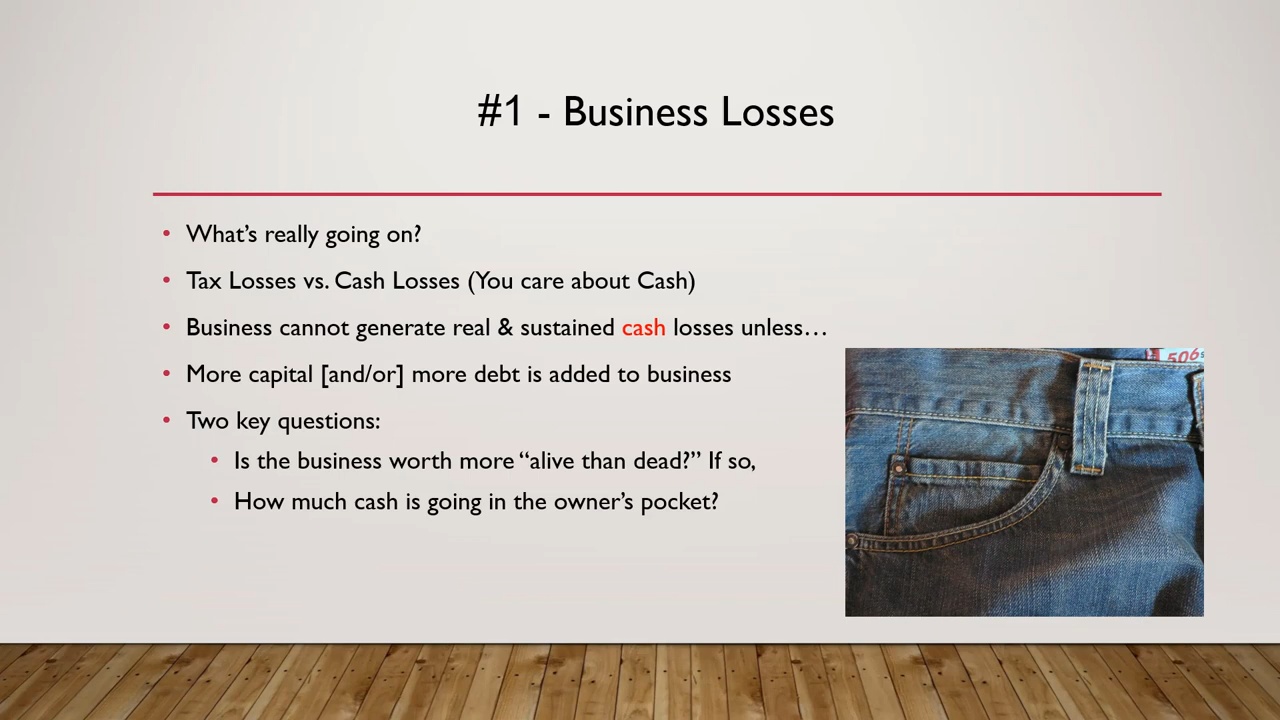 #1 - Business Losses
• What’s really going on?
• Tax Losses vs. Cash Losses (You care about Cash)
• Business cannot generate real & sustained cash losses unless…
• More capital [and/or] more debt is added to business
• Two key questions:
• Is the business worth more “alive than dead?” If so,
• How much cash is going in the owner’s pocket?
506